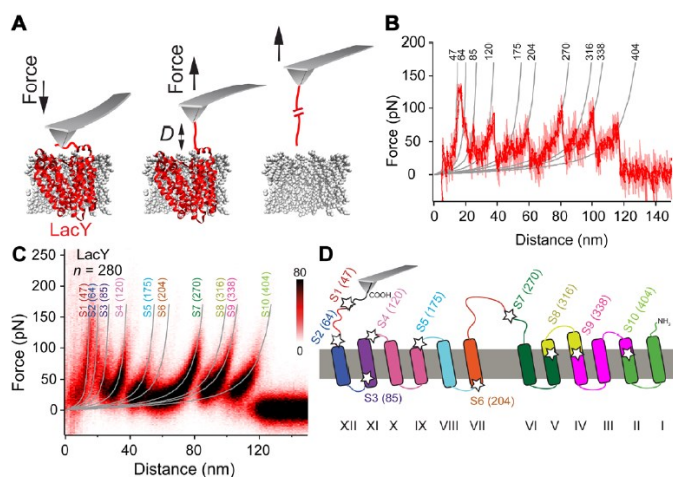 A
Force
Force
D
LacY
B
Force (pN)
200
150
100
50
0
47
64
85
120
175
204
270
316
338
404
0 20 40 60 80 100 120 140
Distance (nm)
C
LacY
n = 280
Force (pN)
250
200
150
100
50
0
S1 (47)
S2 (64)
S3 (85)
S4 (120)
S5 (175)
S6 (204)
S7 (270)
S8 (316)
S9 (338)
S10 (404)
80
0
0 50 100 150
Distance (nm)
D
S2 (64)
S1 (47)
COOH
S3 (85)
S4 (120)
S5 (175)
S6 (204)
S7 (270)
S8 (316)
S9 (338)
S10 (404)
NH₂
XII XI X IX VIII VII VI V IV III II I